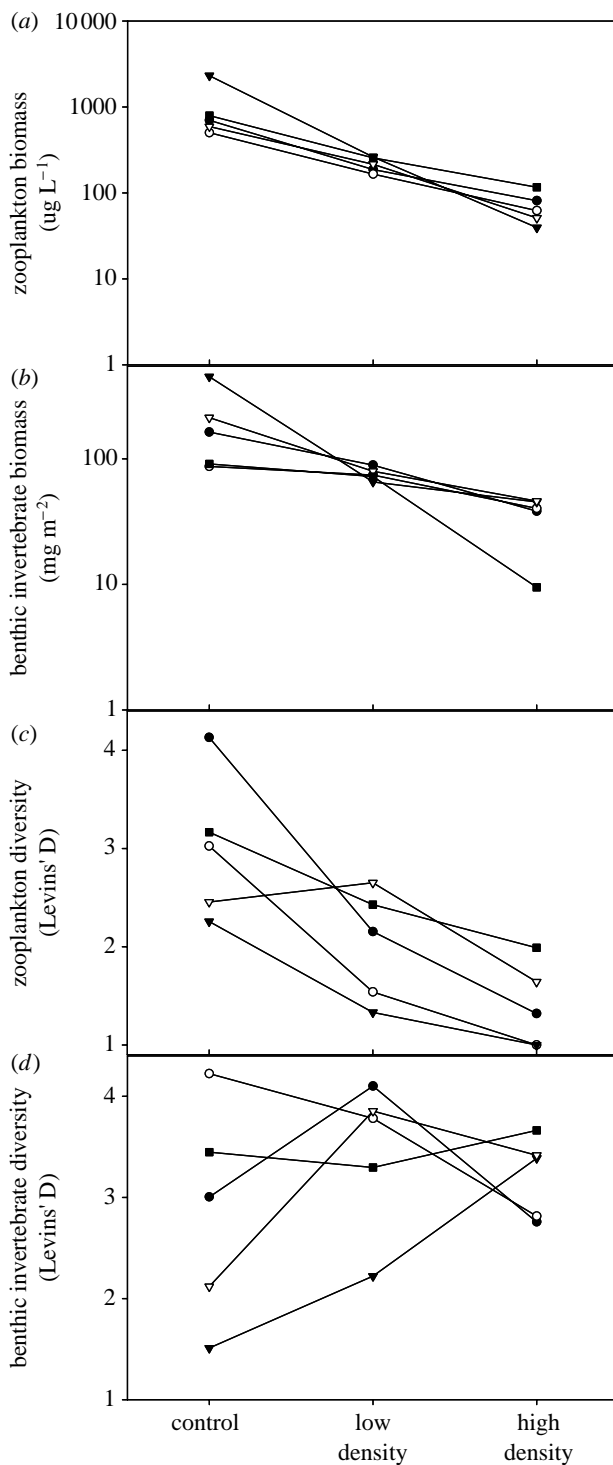 (a)
10 000
1000
100
10
1
zooplankton biomass
(ug L⁻¹)
(b)
100
10
1
benthic invertebrate biomass
(mg m⁻²)
(c)
4
3
2
1
zooplankton diversity
(Levins' D)
(d)
4
3
2
1
benthic invertebrate diversity
(Levins' D)
control
low
density
high
density